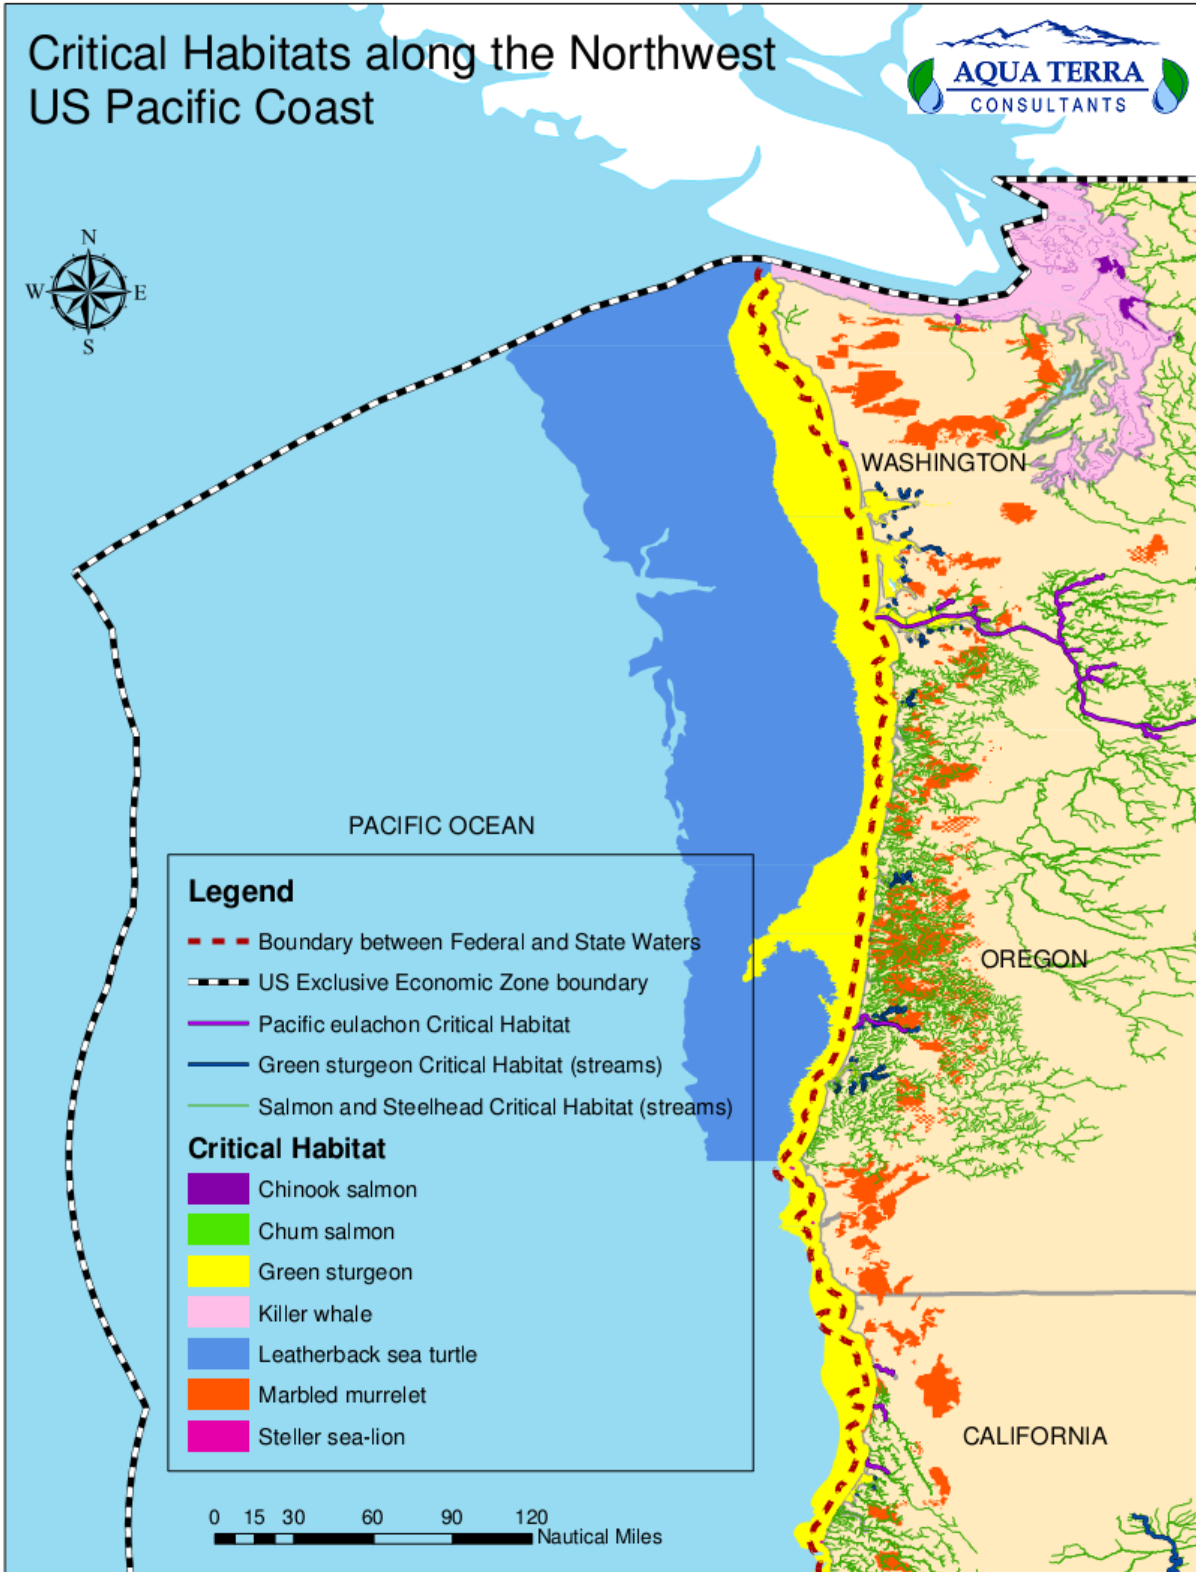 Critical Habitats along the Northwest
US Pacific Coast
AQUA TERRA
CONSULTANTS
N
W
E
S
WASHINGTON
PACIFIC OCEAN
Legend
Boundary between Federal and State Waters
US Exclusive Economic Zone boundary
Pacific eulachon Critical Habitat
Green sturgeon Critical Habitat (streams)
Salmon and Steelhead Critical Habitat (streams)
Critical Habitat
Chinook salmon
Chum salmon
Green sturgeon
Killer whale
Leatherback sea turtle
Marbled murrelet
Steller sea-lion
OREGON
CALIFORNIA
0 15 30 60 90 120
Nautical Miles